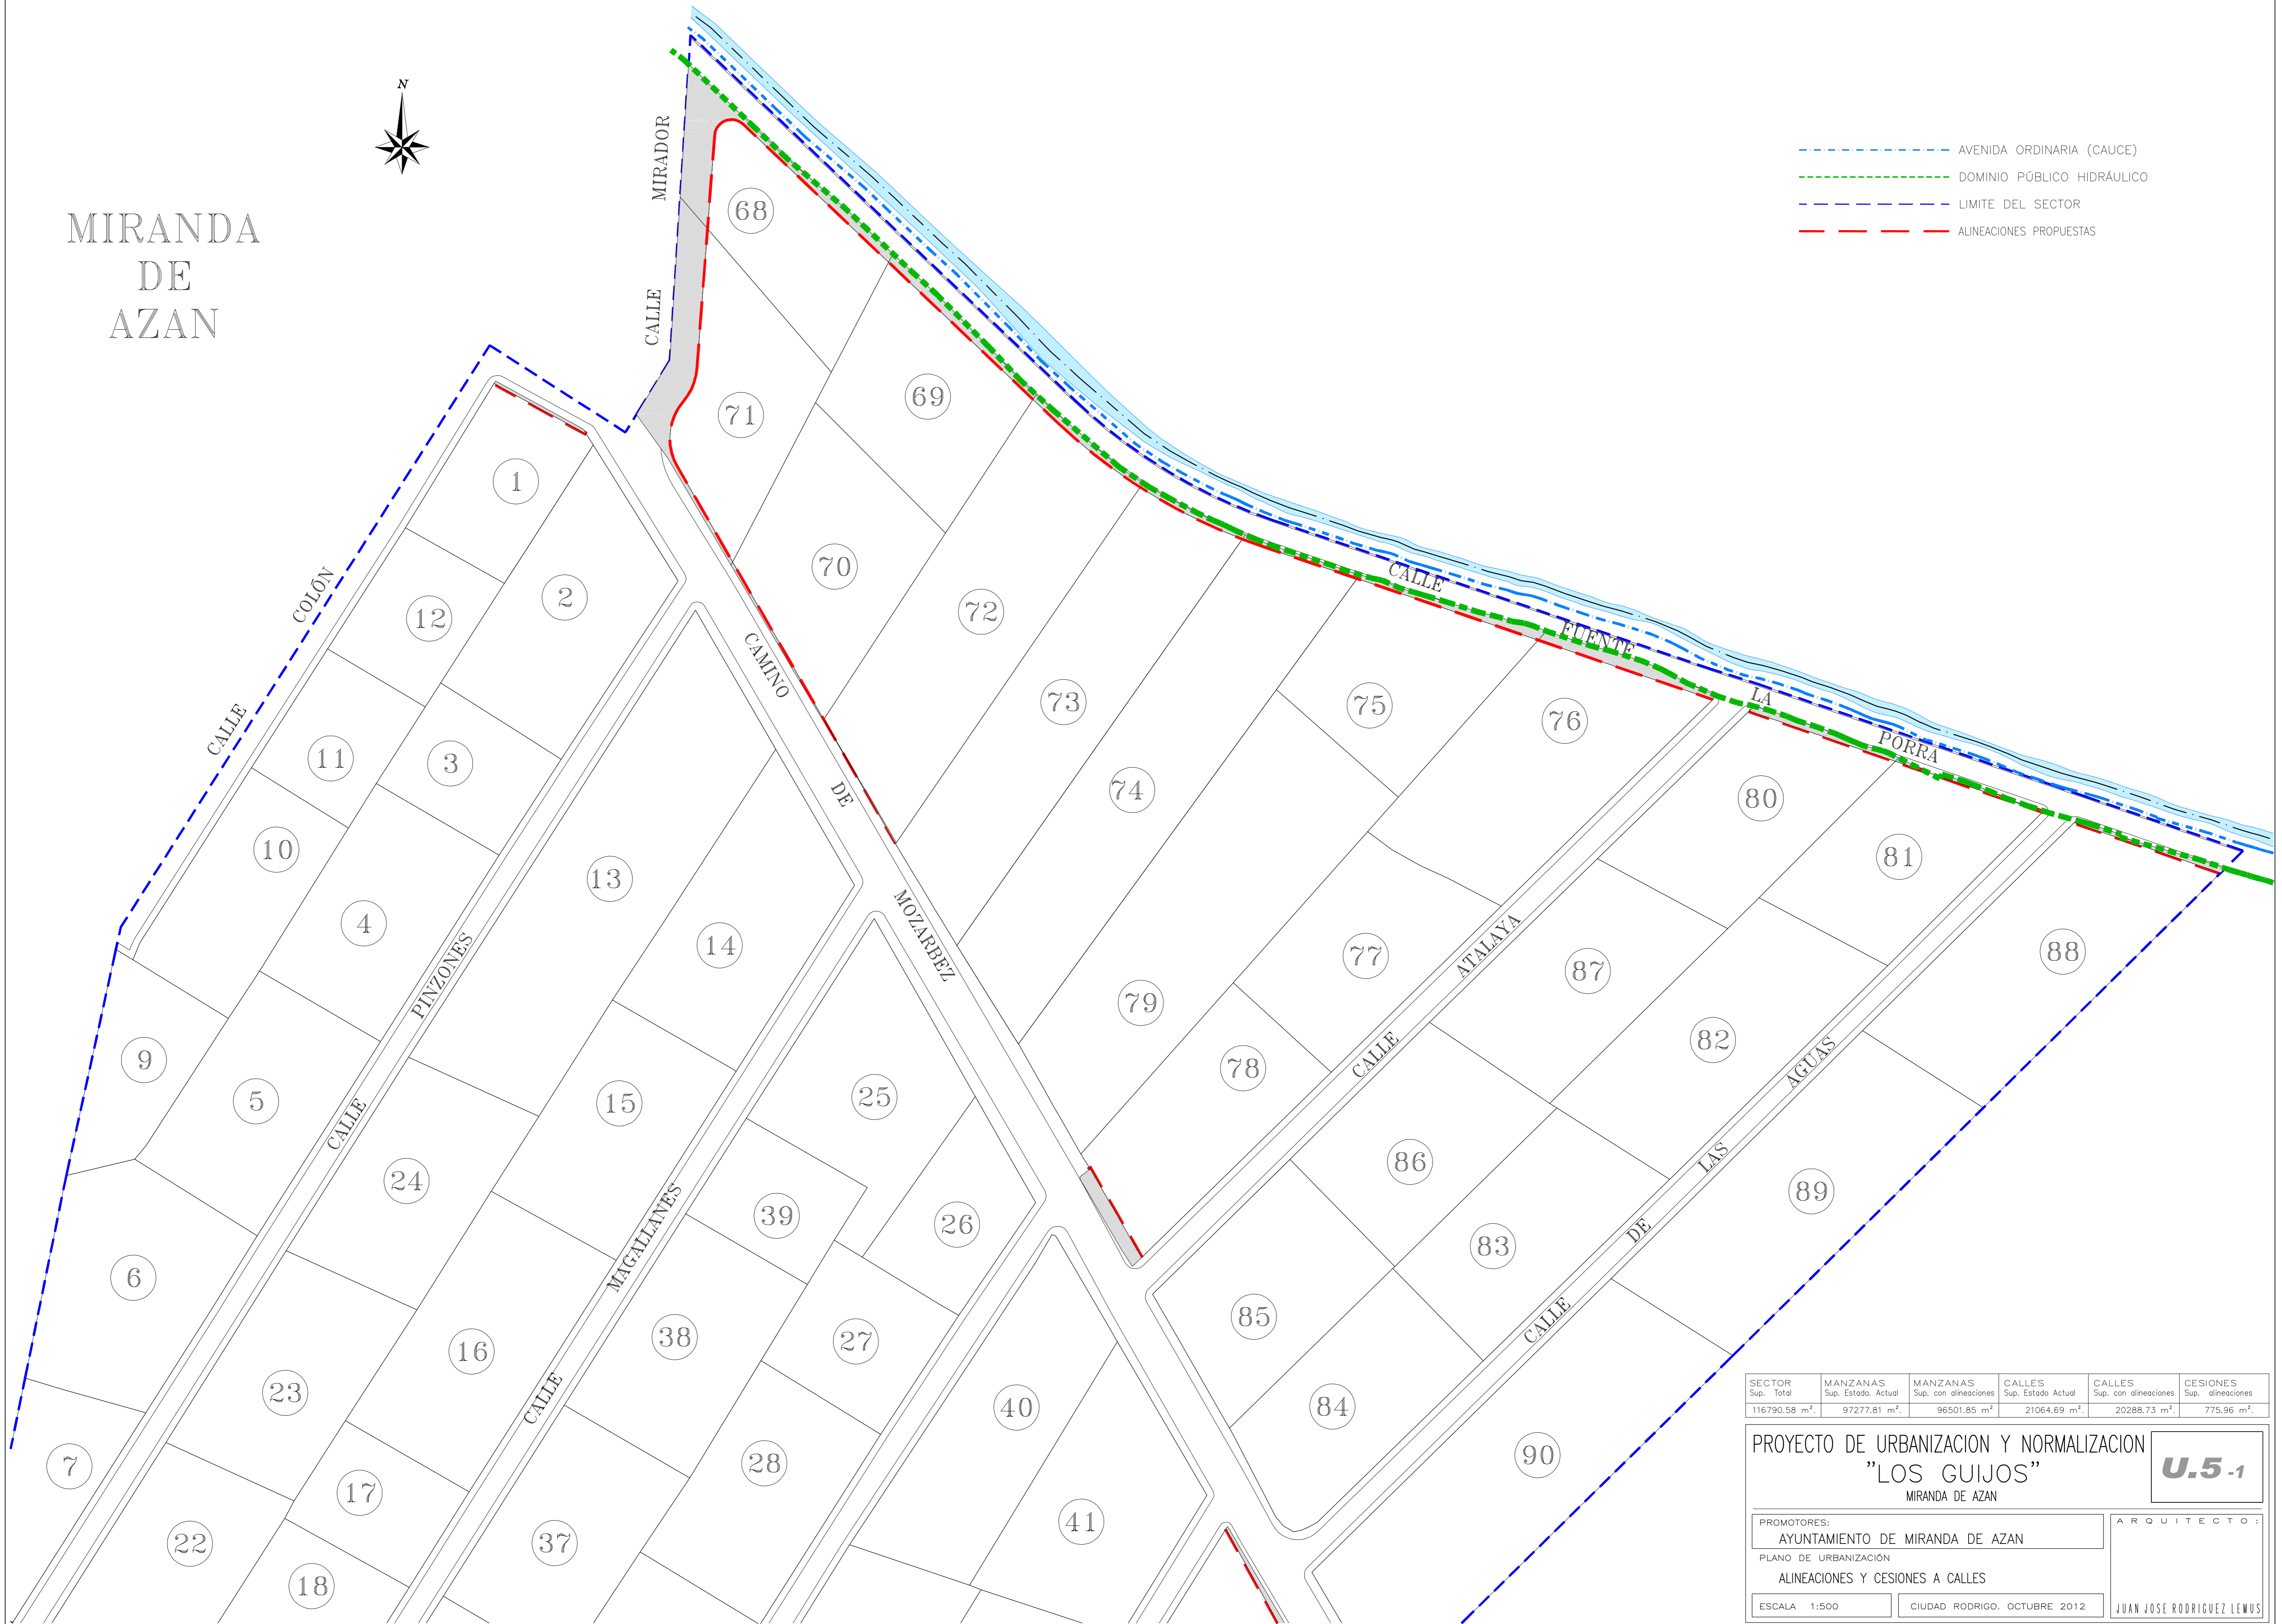 MIRANDA
DE
AZAN
N
AVENIDA ORDINARIA (CAUCE)
DOMINIO PÚBLICO HIDRÁULICO
LIMITE DEL SECTOR
ALINEACIONES PROPUESTAS
CALLE MIRADOR
CALLE COLÓN
CALLE PINZONES
CALLE MAGALLANES
CAMINO DE MOZARBEZ
CALLE FUENTE LA PORRA
CALLE ATALAYA
CALLE DE LAS AGUAS
68
69
71
70
72
73
74
75
76
77
78
79
80
81
82
83
84
85
86
87
88
89
90
1
2
12
3
11
10
4
9
5
6
7
13
14
15
24
16
23
17
22
18
25
39
26
38
27
28
37
40
41
SECTOR
Sup. Total
116790.58 m².
MANZANAS
Sup. Estado. Actual
97277.81 m².
MANZANAS
Sup. con alineaciones
96501.85 m²
CALLES
Sup. Estado Actual
21064.69 m².
CALLES
Sup. con alineaciones
20288.73 m².
CESIONES
Sup. alineaciones
775,96 m².
PROYECTO DE URBANIZACION Y NORMALIZACION
"LOS GUIJOS"
MIRANDA DE AZAN
U.5 -1
PROMOTORES:
AYUNTAMIENTO DE MIRANDA DE AZAN
PLANO DE URBANIZACIÓN
ALINEACIONES Y CESIONES A CALLES
ESCALA 1:500
CIUDAD RODRIGO. OCTUBRE 2012
ARQUITECTO:
JUAN JOSE RODRIGUEZ LEMUS